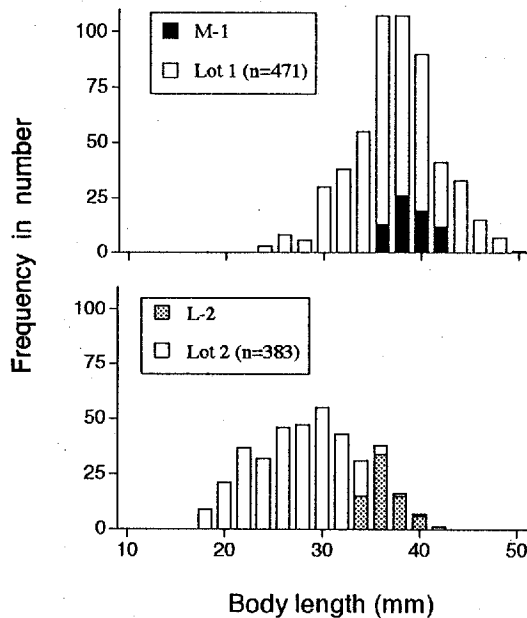 Frequency in number
100
75
50
25
0
M-1
Lot 1 (n=471)
100
75
50
25
0
L-2
Lot 2 (n=383)
10 20 30 40 50
Body length (mm)